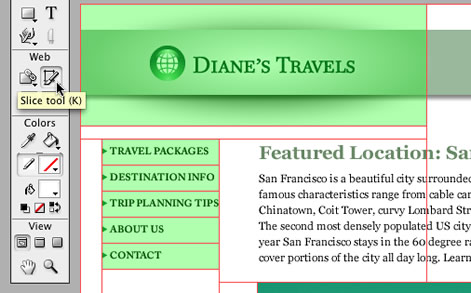 T
Web
Slice tool (K)
Colors
View
DIANE'S TRAVELS
TRAVEL PACKAGES
DESTINATION INFO
TRIP PLANNING TIPS
ABOUT US
CONTACT
Featured Location: Sa
San Francisco is a beautiful city surrounded
famous characteristics range from cable car
Chinatown, Coit Tower, curvy Lombard Str
The second most densely populated US city
year San Francisco stays in the 60 degree ra
cover portions of the city all day long. Learn